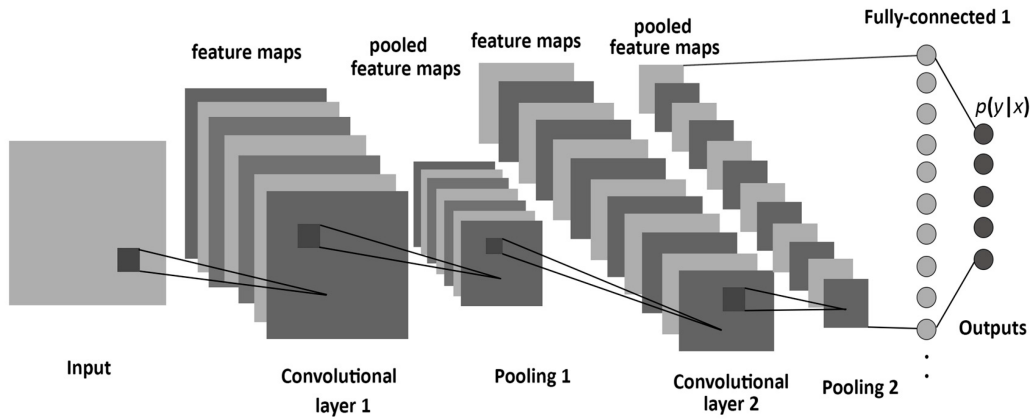 Fully-connected 1
feature maps
pooled
feature maps
feature maps
pooled
feature maps
p(y|x)
Outputs
Input
Convolutional
layer 1
Pooling 1
Convolutional
layer 2
Pooling 2